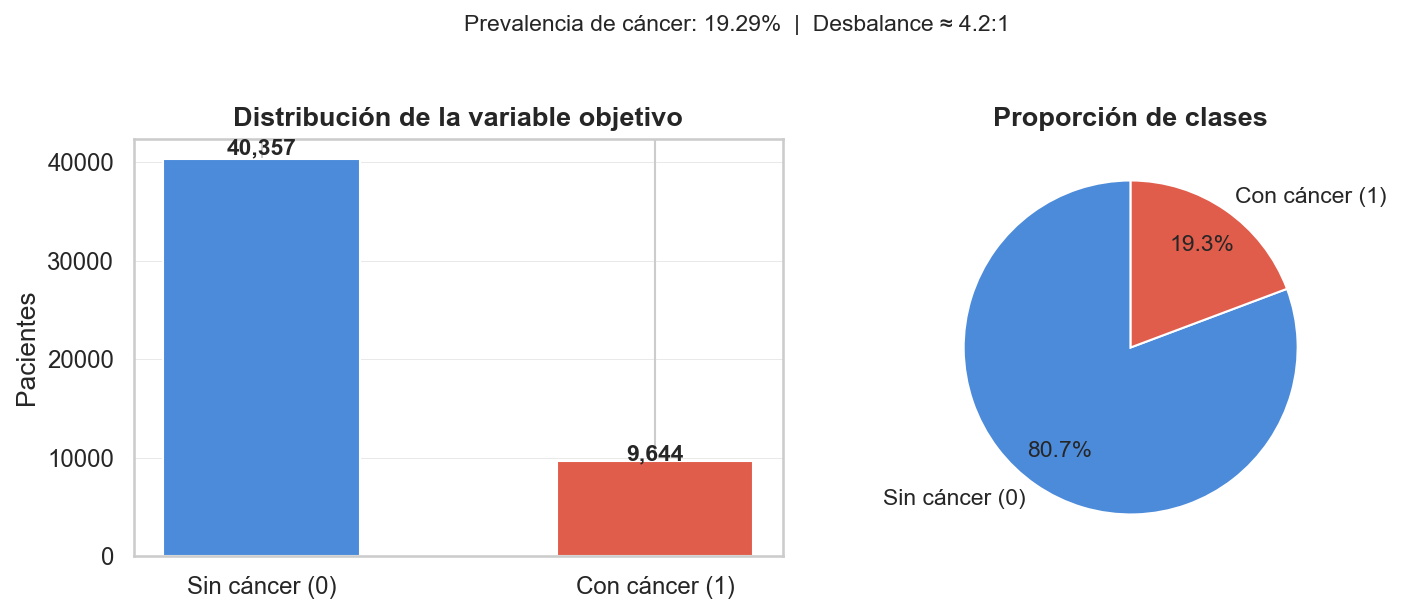 Prevalencia de cáncer: 19.29% | Desbalance ≈ 4.2:1
Distribución de la variable objetivo
40,357
40000
30000
20000
10000
0
Pacientes
9,644
Sin cáncer (0)
Con cáncer (1)
Proporción de clases
Con cáncer (1)
19.3%
80.7%
Sin cáncer (0)